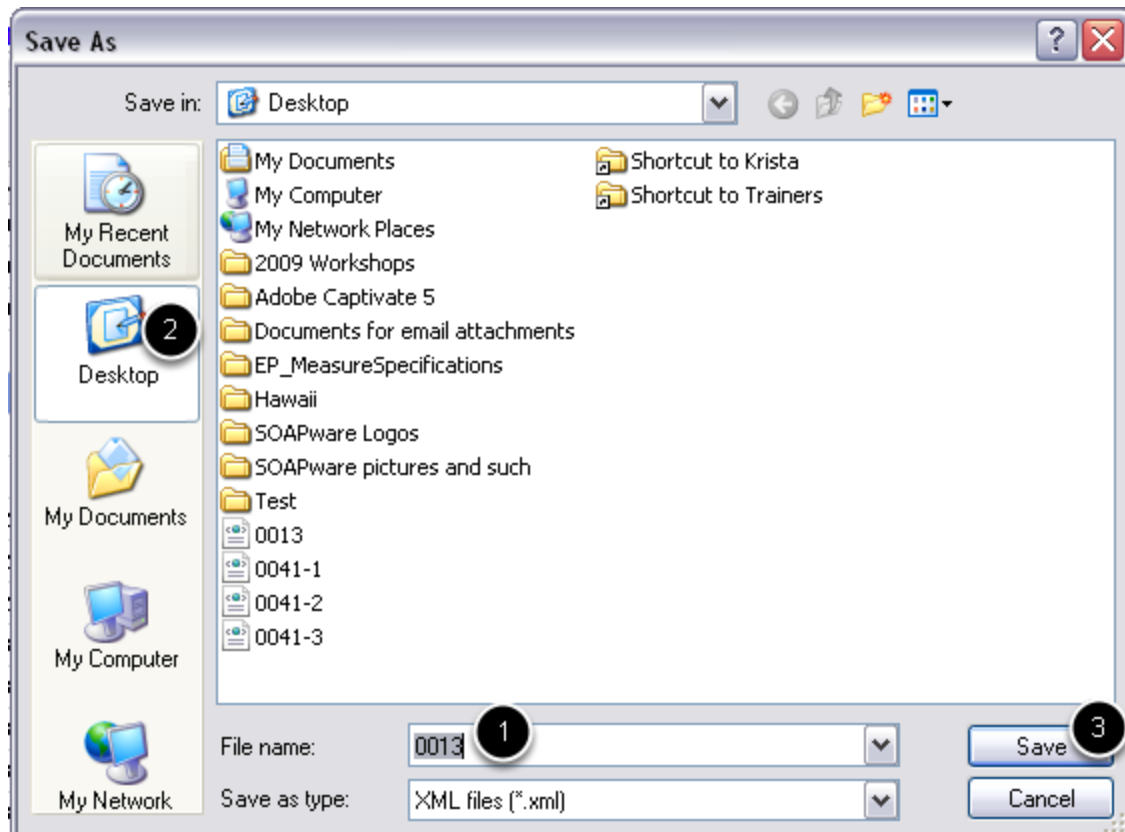 Save As
Save in:
Desktop
My Recent
Documents
Desktop
2
My Documents
My Computer
My Network
My Documents
My Computer
My Network Places
2009 Workshops
Adobe Captivate 5
Documents for email attachments
EP_MeasureSpecifications
Hawaii
SOAPware Logos
SOAPware pictures and such
Test
0013
0041-1
0041-2
0041-3
Shortcut to Krista
Shortcut to Trainers
File name:
0013
1
Save
3
Save as type:
XML files (*.xml)
Cancel